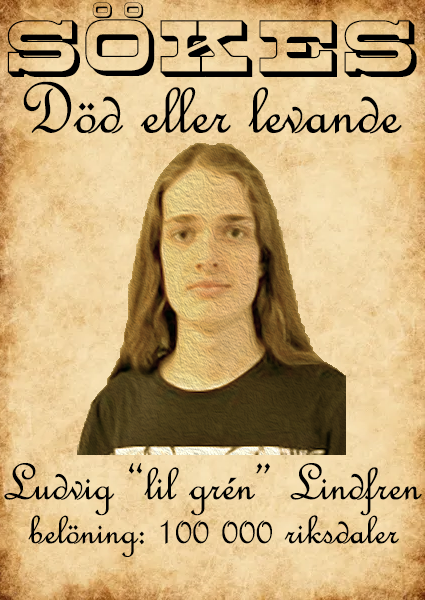 SÖKES
Död eller levande
Ludvig “lil grén” Lindfren
belöning: 100 000 riksdaler